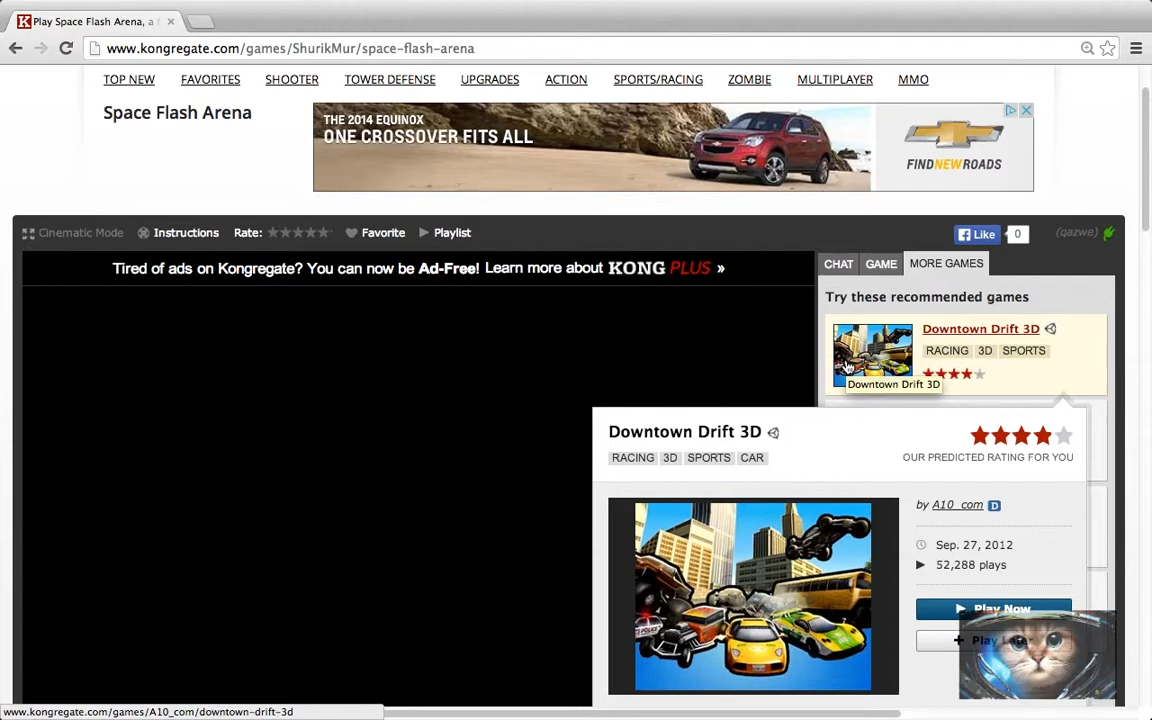 Play Space Flash Arena, a f
www.kongregate.com/games/ShurikMur/space-flash-arena
TOP NEW FAVORITES SHOOTER TOWER DEFENSE UPGRADES ACTION SPORTS/RACING ZOMBIE MULTIPLAYER MMO
Space Flash Arena
THE 2014 EQUINOX
ONE CROSSOVER FITS ALL
FIND NEW ROADS
Cinematic Mode Instructions Rate: Favorite Playlist
Like 0 (qazwe)
Tired of ads on Kongregate? You can now be Ad-Free! Learn more about KONG PLUS »
CHAT GAME MORE GAMES
Try these recommended games
Downtown Drift 3D
RACING 3D SPORTS
Downtown Drift 3D
Downtown Drift 3D
RACING 3D SPORTS CAR
OUR PREDICTED RATING FOR YOU
by A10_com D
Sep. 27, 2012
52,288 plays
Play Now
+ Play Later
POLICE
www.kongregate.com/games/A10_com/downtown-drift-3d